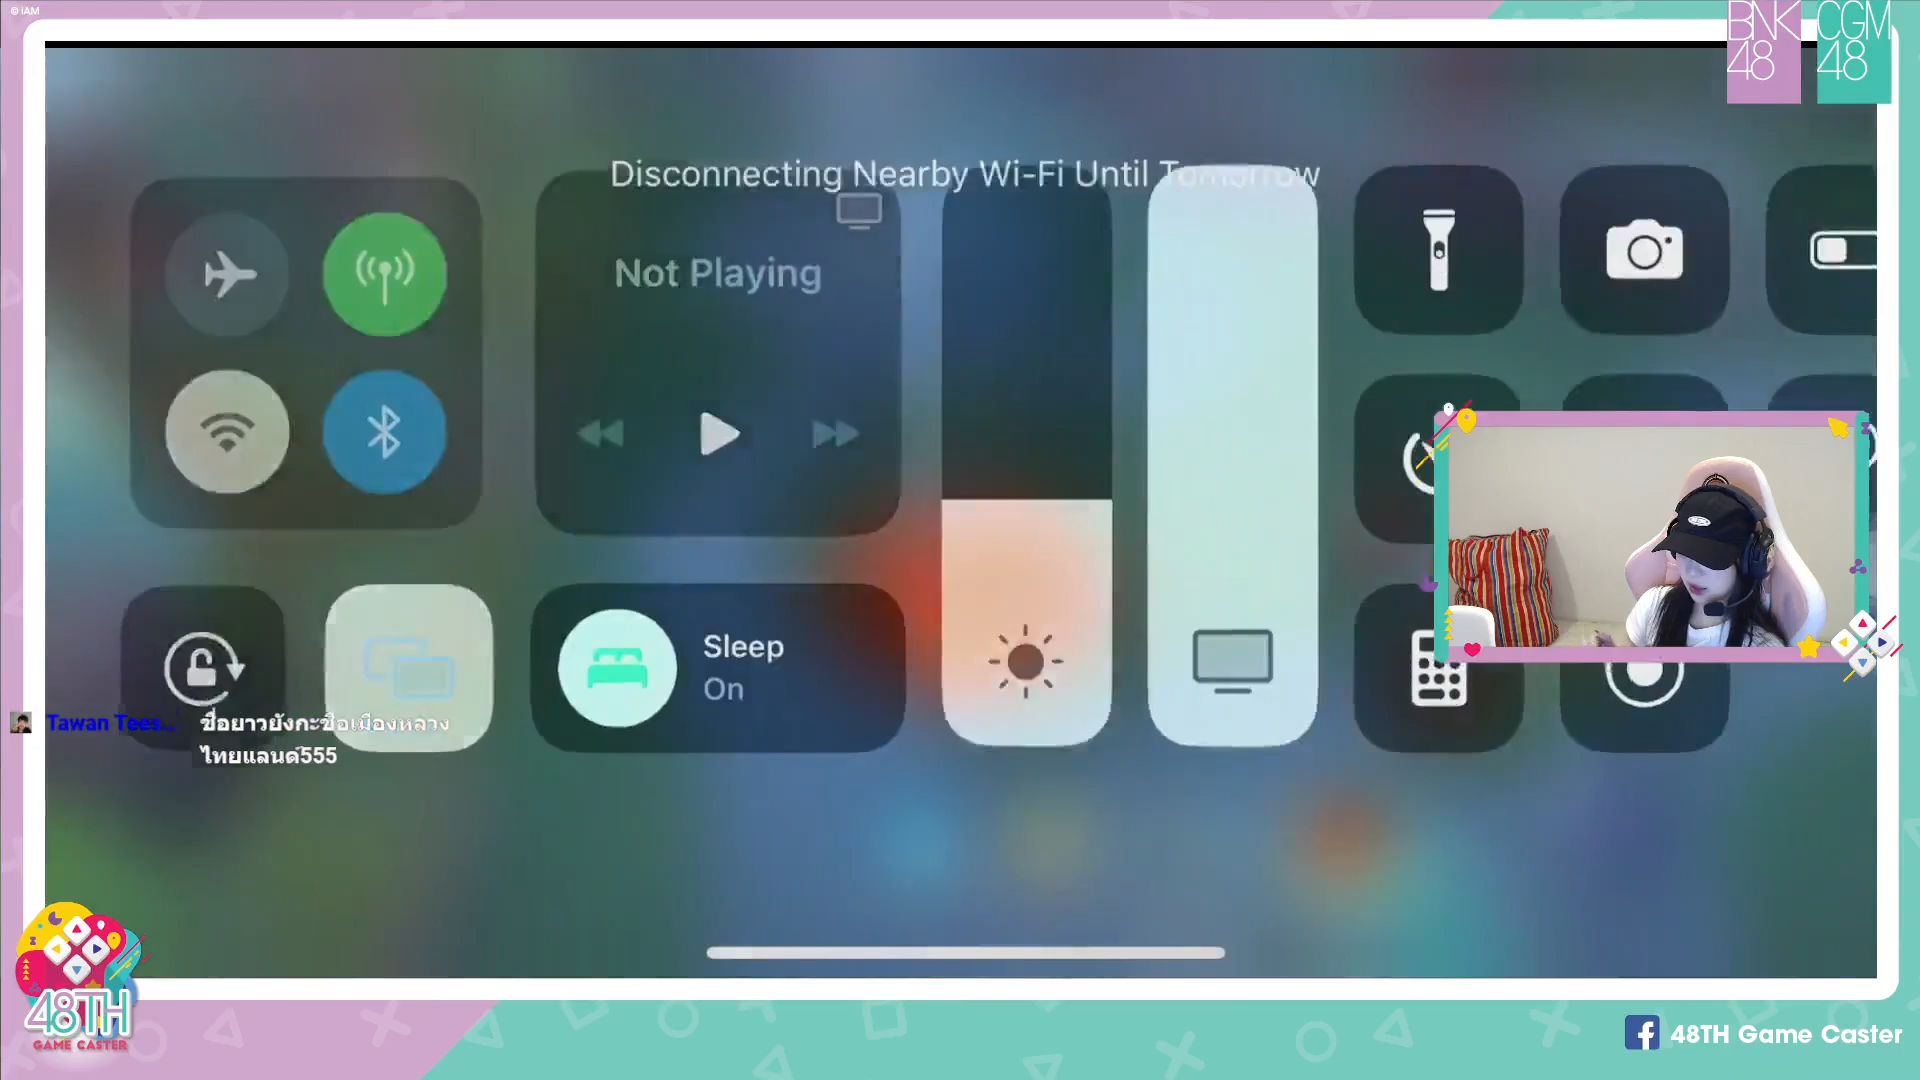 © iAM
BNK
48
CGM
48
Disconnecting Nearby Wi-Fi Until Tomorrow
Not Playing
Sleep
On
Tawan Tees...
ชื่อยาวยังกะชื่อเมืองหลวง
ไทยแลนด์555
48TH
GAME CASTER
48TH Game Caster